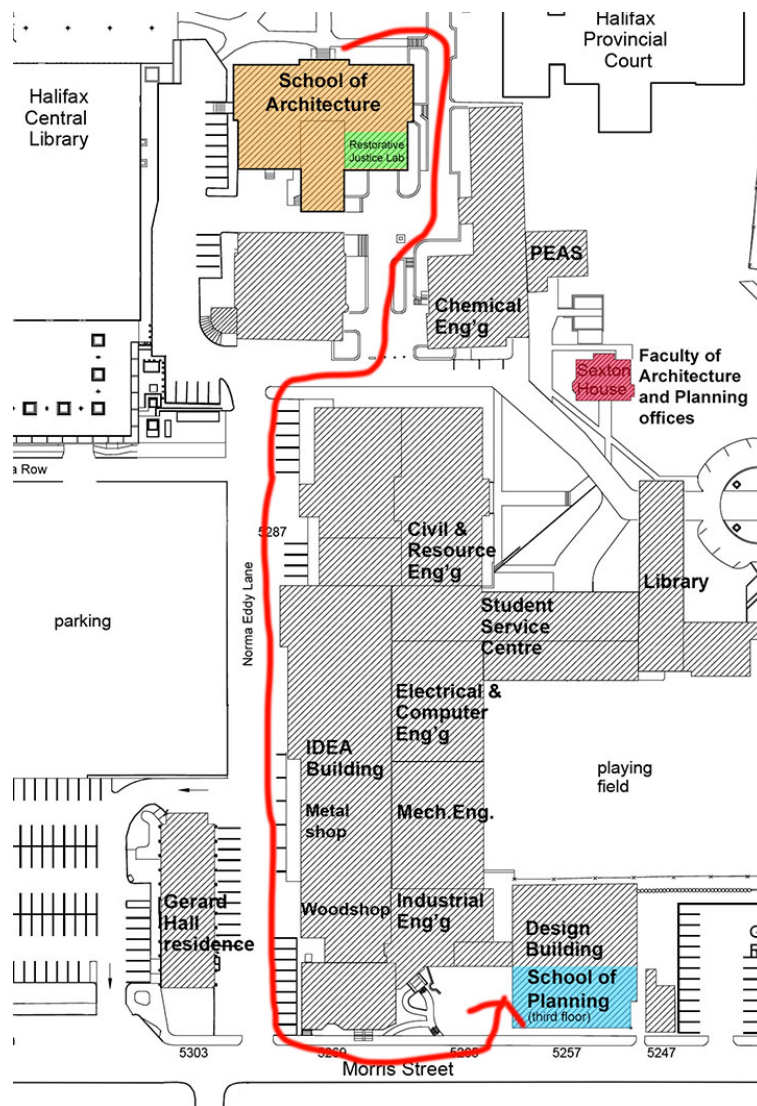 Halifax
Provincial
Court
School of
Architecture
Halifax
Central
Library
Restorative
Justice Lab
PEAS
Chemical
Eng'g
Sexton
House
Faculty of
Architecture
and Planning
offices
a Row
5287
Civil &
Resource
Eng'g
Library
Student
Service
Centre
parking
Norma Eddy Lane
Electrical &
Computer
Eng'g
IDEA
Building
playing
field
Metal
shop
Mech.Eng.
Gerard
Hall
residence
Woodshop
Industrial
Eng'g
Design
Building
School of
Planning
(third floor)
5303
5269
5257
5247
Morris Street